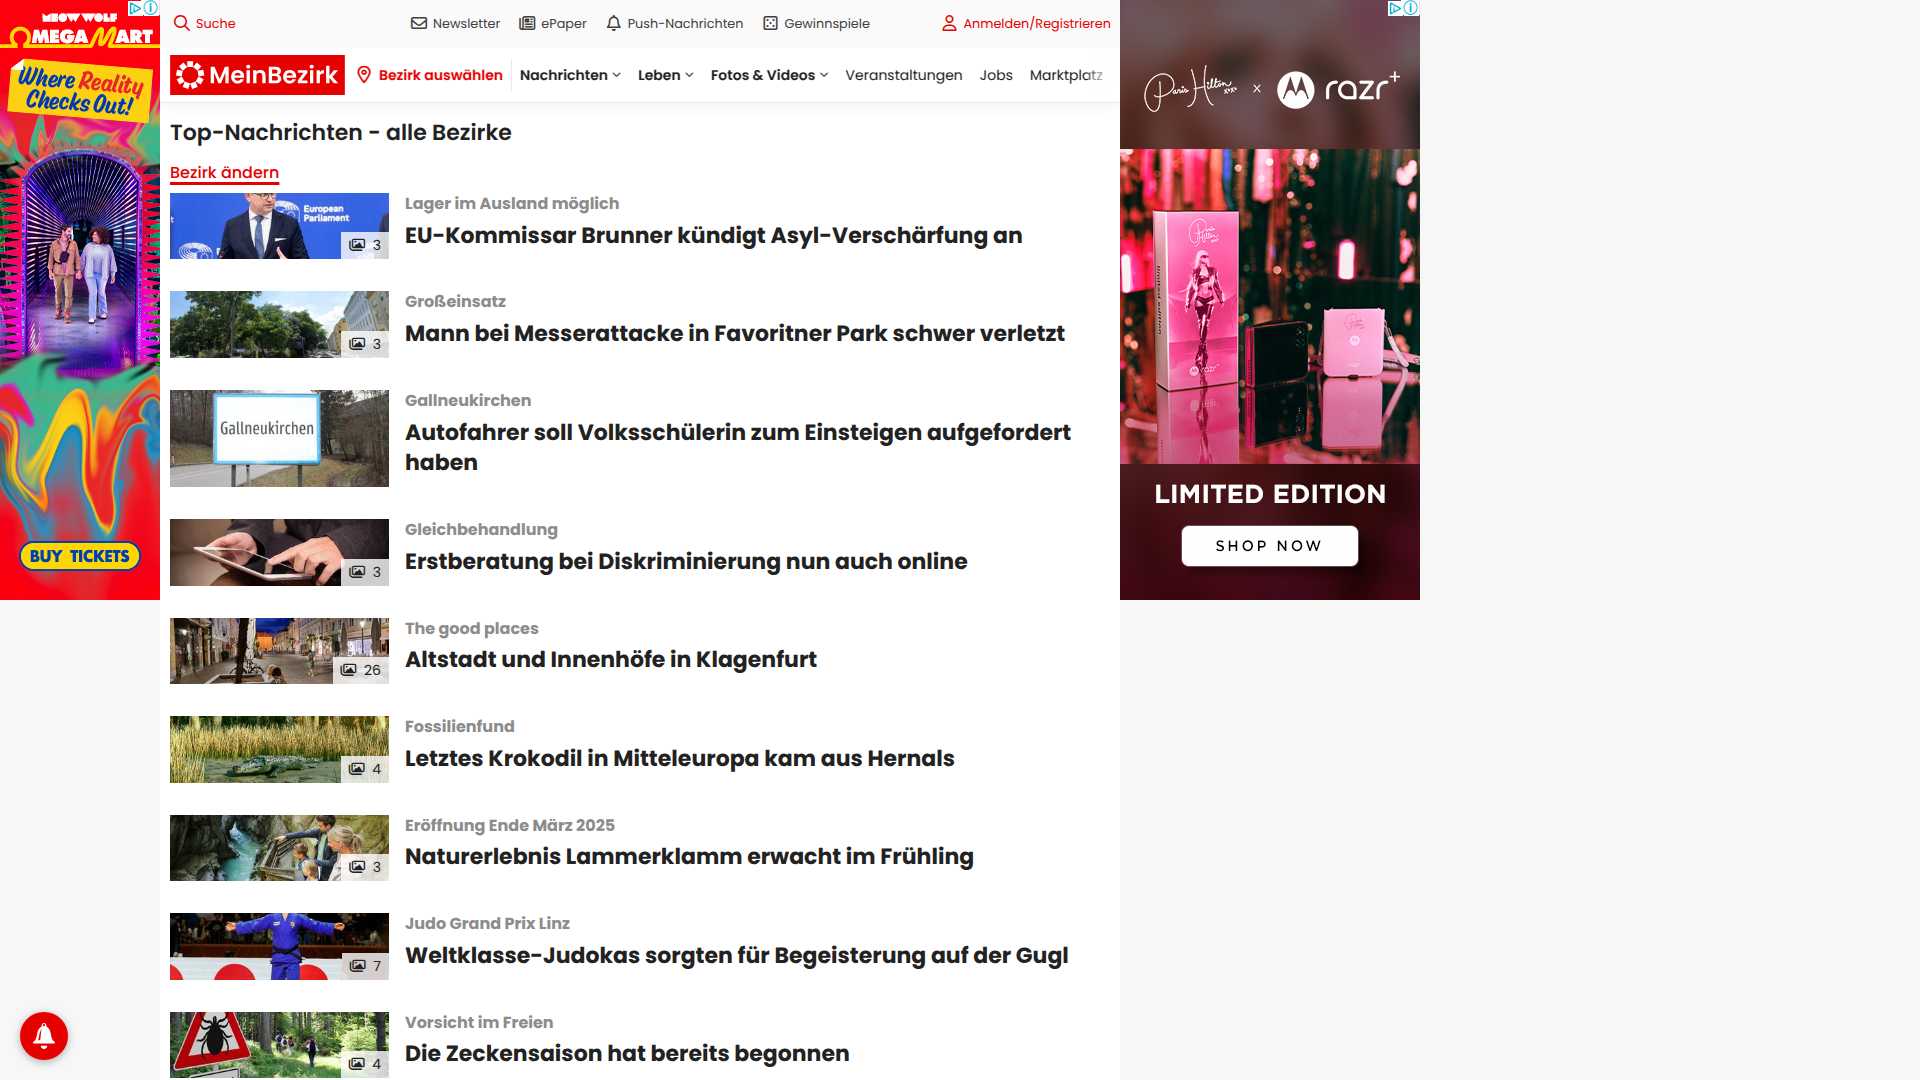 MEOW WOLF
OMEGA MART
Where Reality
Checks Out!
BUY TICKETS
Suche
Newsletter
ePaper
Push-Nachrichten
Gewinnspiele
Anmelden/Registrieren
MeinBezirk
Bezirk auswählen
Nachrichten
Leben
Fotos & Videos
Veranstaltungen
Jobs
Marktplatz
Top-Nachrichten - alle Bezirke
Bezirk ändern
European
Parliament
3
Lager im Ausland möglich
EU-Kommissar Brunner kündigt Asyl-Verschärfung an
3
Großeinsatz
Mann bei Messerattacke in Favoritner Park schwer verletzt
Gallneukirchen
Gallneukirchen
Autofahrer soll Volksschülerin zum Einsteigen aufgefordert
haben
3
Gleichbehandlung
Erstberatung bei Diskriminierung nun auch online
26
The good places
Altstadt und Innenhöfe in Klagenfurt
4
Fossilienfund
Letztes Krokodil in Mitteleuropa kam aus Hernals
3
Eröffnung Ende März 2025
Naturerlebnis Lammerklamm erwacht im Frühling
7
Judo Grand Prix Linz
Weltklasse-Judokas sorgten für Begeisterung auf der Gugl
4
Vorsicht im Freien
Die Zeckensaison hat bereits begonnen
Paris Hilton x razr+
LIMITED EDITION
SHOP NOW